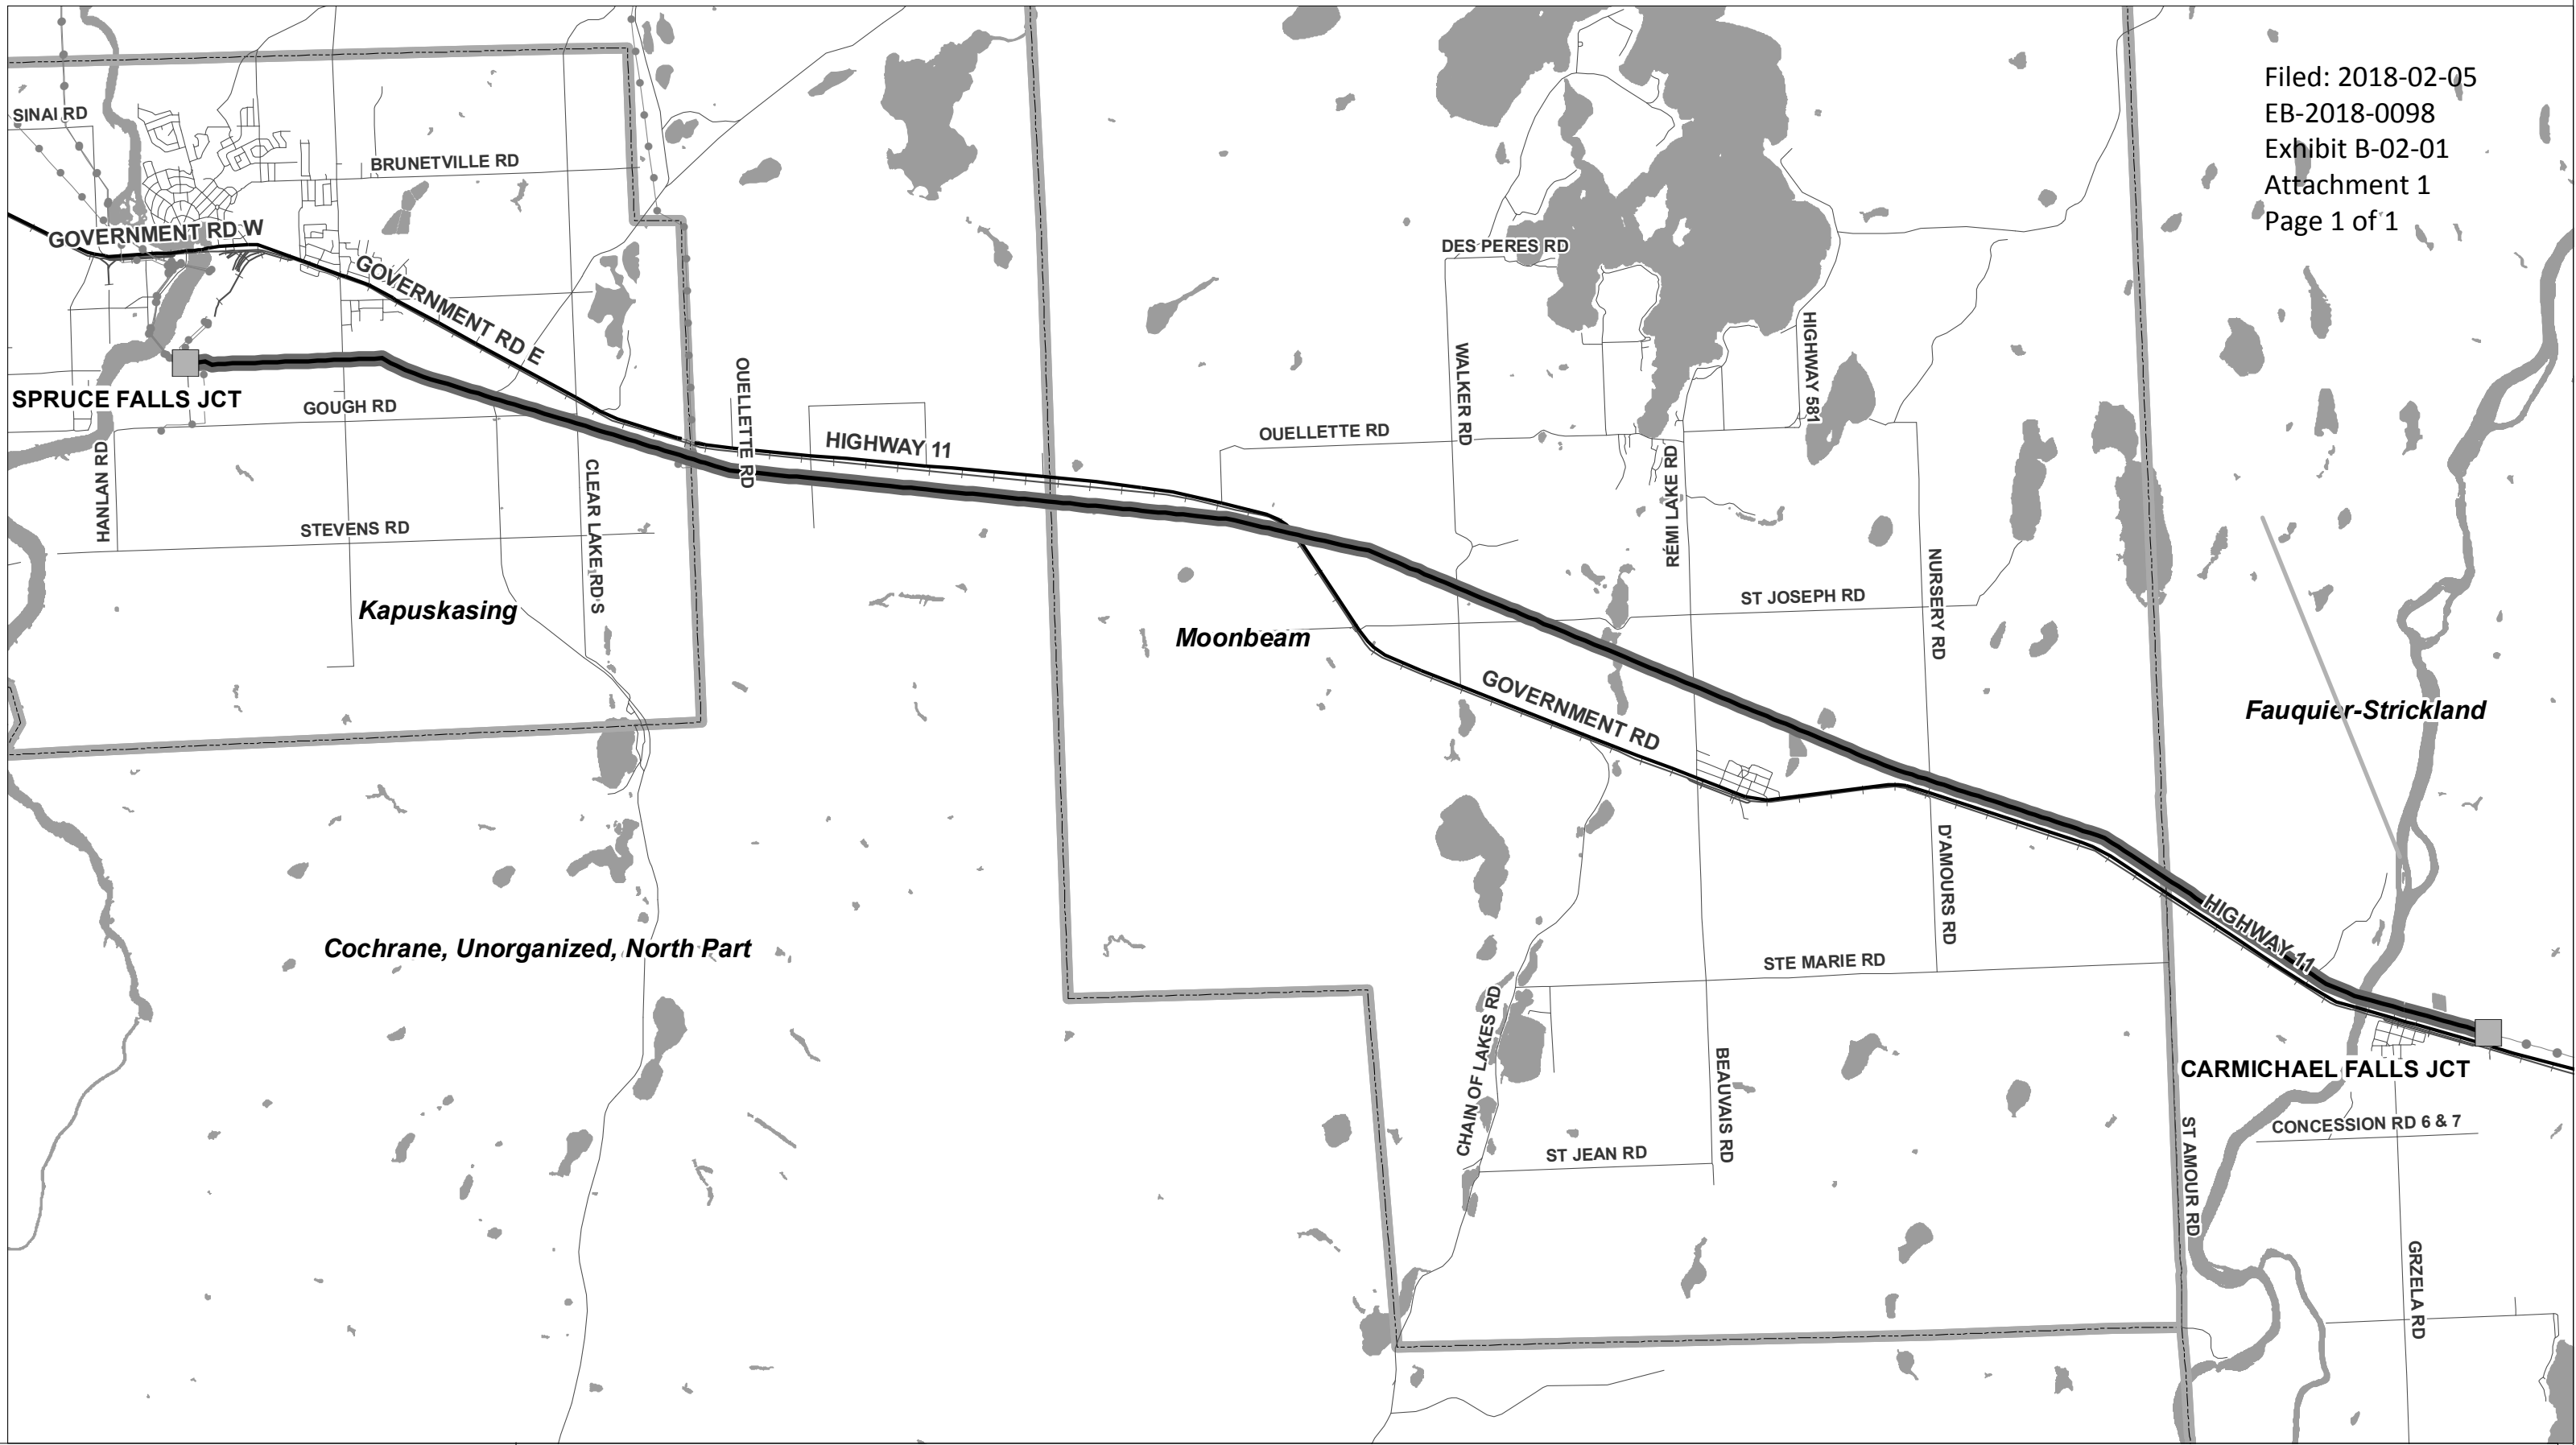 Filed: 2018-02-05
EB-2018-0098
Exhibit B-02-01
Attachment 1
Page 1 of 1
SINAI RD
BRUNETVILLE RD
GOVERNMENT RD W
GOVERNMENT RD E
DES PERES RD
HIGHWAY 581
WALKER RD
OUELLETTE RD
SPRUCE FALLS JCT
GOUGH RD
HIGHWAY 11
OUELLETTE RD
HANLAN RD
CLEAR LAKE RD S
RÉMI LAKE RD
STEVENS RD
NURSERY RD
Kapuskasing
ST JOSEPH RD
Moonbeam
GOVERNMENT RD
Fauquier-Strickland
D'AMOURS RD
Cochrane, Unorganized, North Part
HIGHWAY 11
STE MARIE RD
CHAIN OF LAKES RD
BEAUVAIS RD
CARMICHAEL FALLS JCT
CONCESSION RD 6 & 7
ST JEAN RD
ST AMOUR RD
GRZELA RD